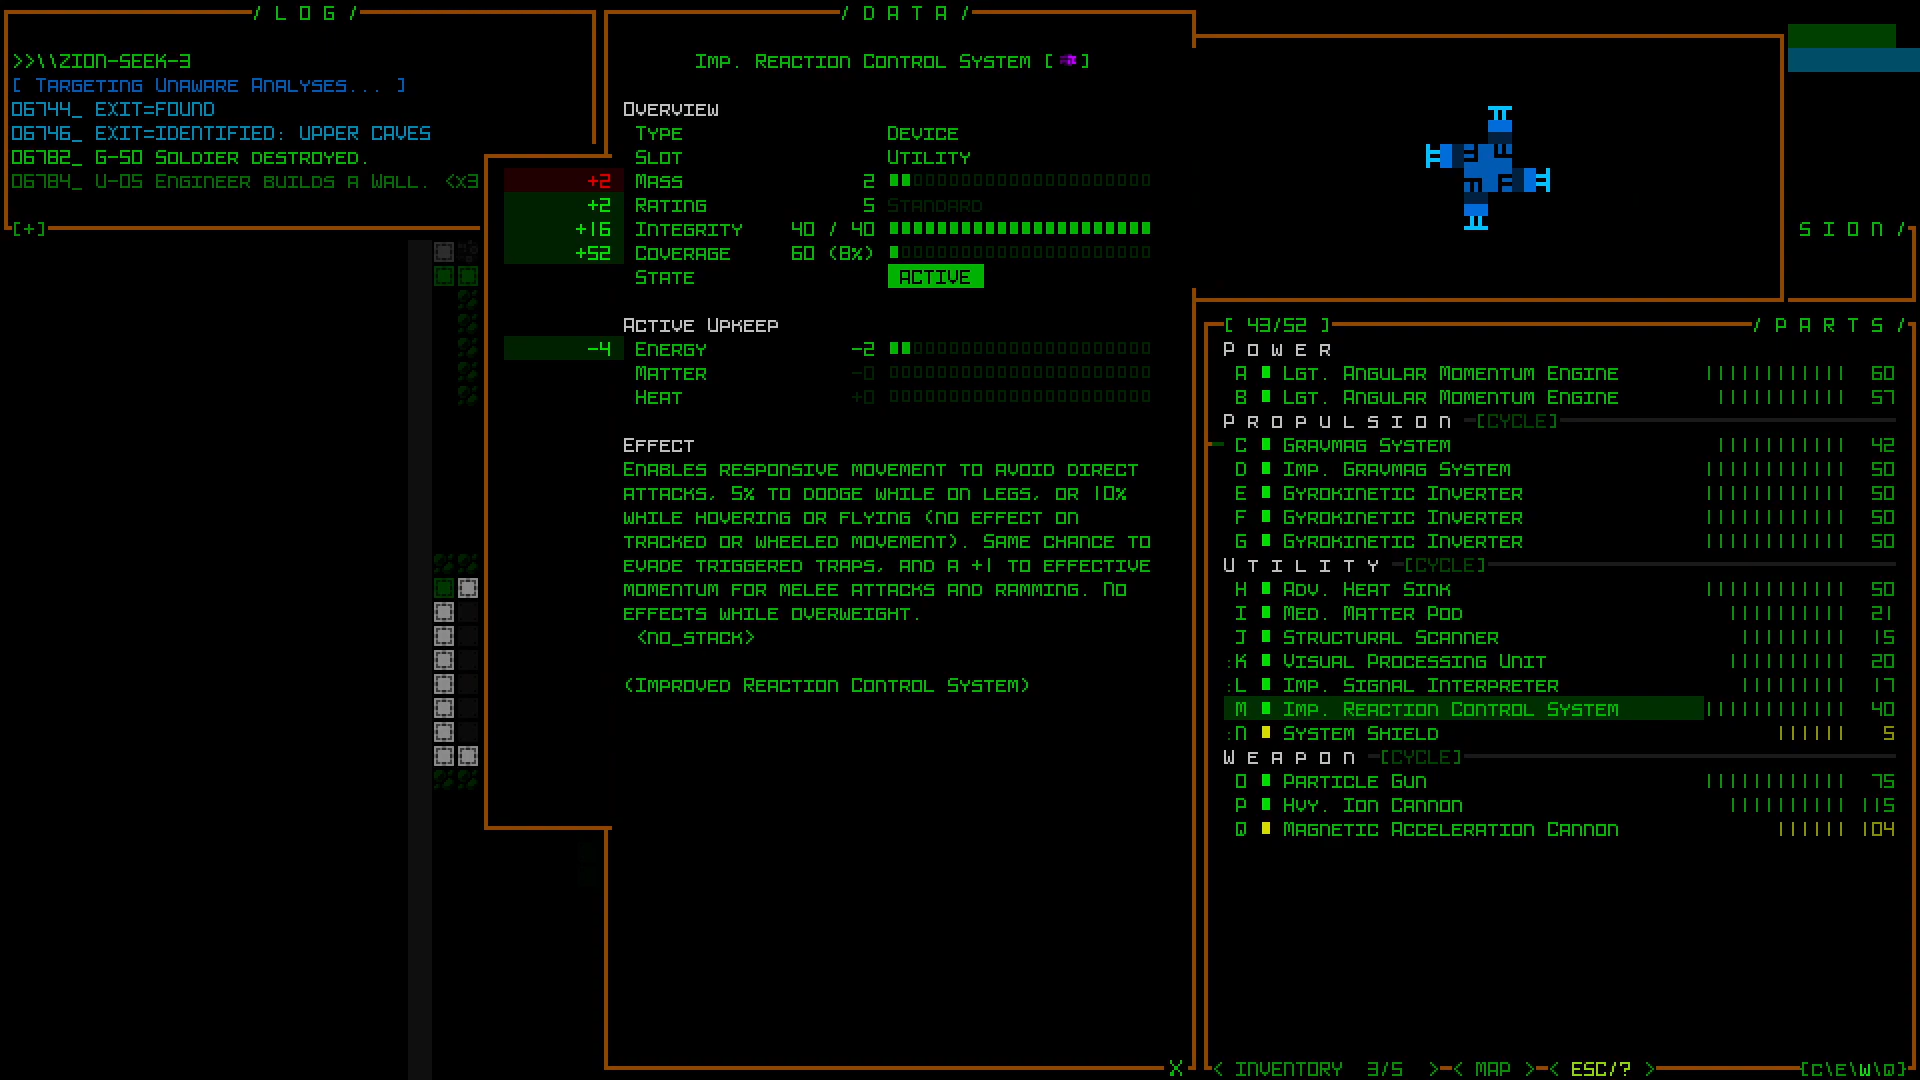 / L O G /
>>\\ZION-SEEK-3
[ Targeting Unaware Analyses... ]
06744_ EXIT=FOUND
06746_ EXIT=IDENTIFIED: UPPER CAVES
06782_ G-50 Soldier destroyed.
06784_ U-05 Engineer builds a Wall. <x3
[+]
/ D A T A /
Imp. Reaction Control System [ ]
Overview
Type Device
Slot Utility
+2 Mass 2
+2 Rating 5 Standard
+16 Integrity 40 / 40
+52 Coverage 60 (8%)
State ACTIVE
Active Upkeep
-4 Energy -2
Matter -0
Heat +0
Effect
Enables responsive movement to avoid direct
attacks, 5% to dodge while on legs, or 10%
while hovering or flying (no effect on
tracked or wheeled movement). Same chance to
evade triggered traps, and a +1 to effective
momentum for melee attacks and ramming. No
effects while overweight.
<no_stack>
(Improved Reaction Control System)
X
S I O N /
[ 43/52 ] / P A R T S /
P o w e r
A Lgt. Angular Momentum Engine 60
B Lgt. Angular Momentum Engine 57
P r o p u l s i o n [CYCLE]
C Gravmag System 42
D Imp. Gravmag System 50
E Gyrokinetic Inverter 50
F Gyrokinetic Inverter 50
G Gyrokinetic Inverter 50
U t i l i t y [CYCLE]
H Adv. Heat Sink 50
I Med. Matter Pod 21
J Structural Scanner 15
:K Visual Processing Unit 20
:L Imp. Signal Interpreter 17
M Imp. Reaction Control System 40
:N System Shield 5
W e a p o n [CYCLE]
O Particle Gun 75
P Hvy. Ion Cannon 115
Q Magnetic Acceleration Cannon 104
< INVENTORY 3/5 > < MAP > < ESC/? > [C\E\W\Q]